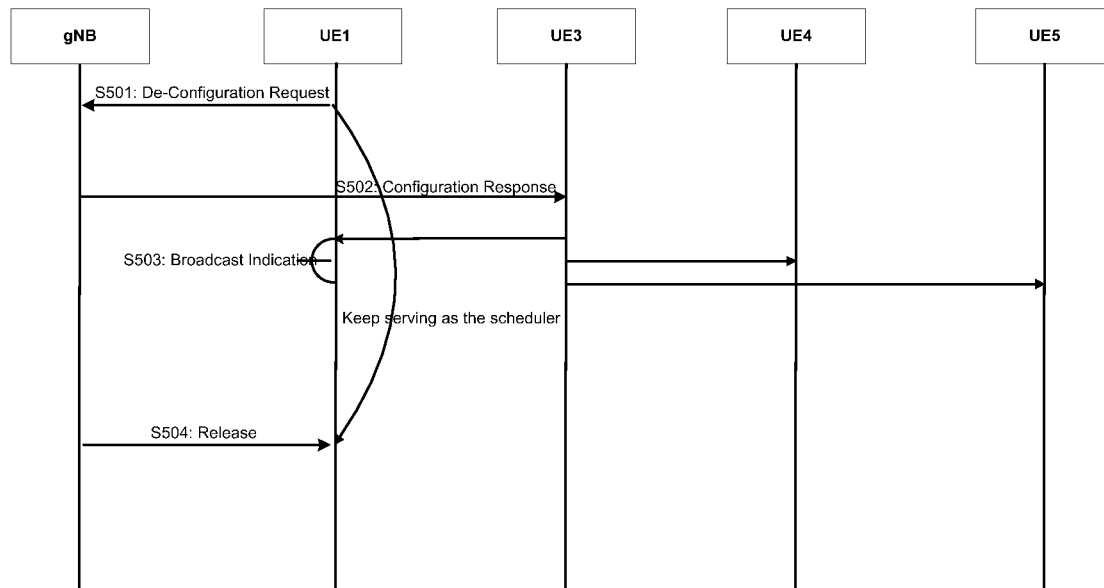 gNB
UE1
UE3
UE4
UE5
S501: De-Configuration Request
S502: Configuration Response
S503: Broadcast Indication
Keep serving as the scheduler
S504: Release